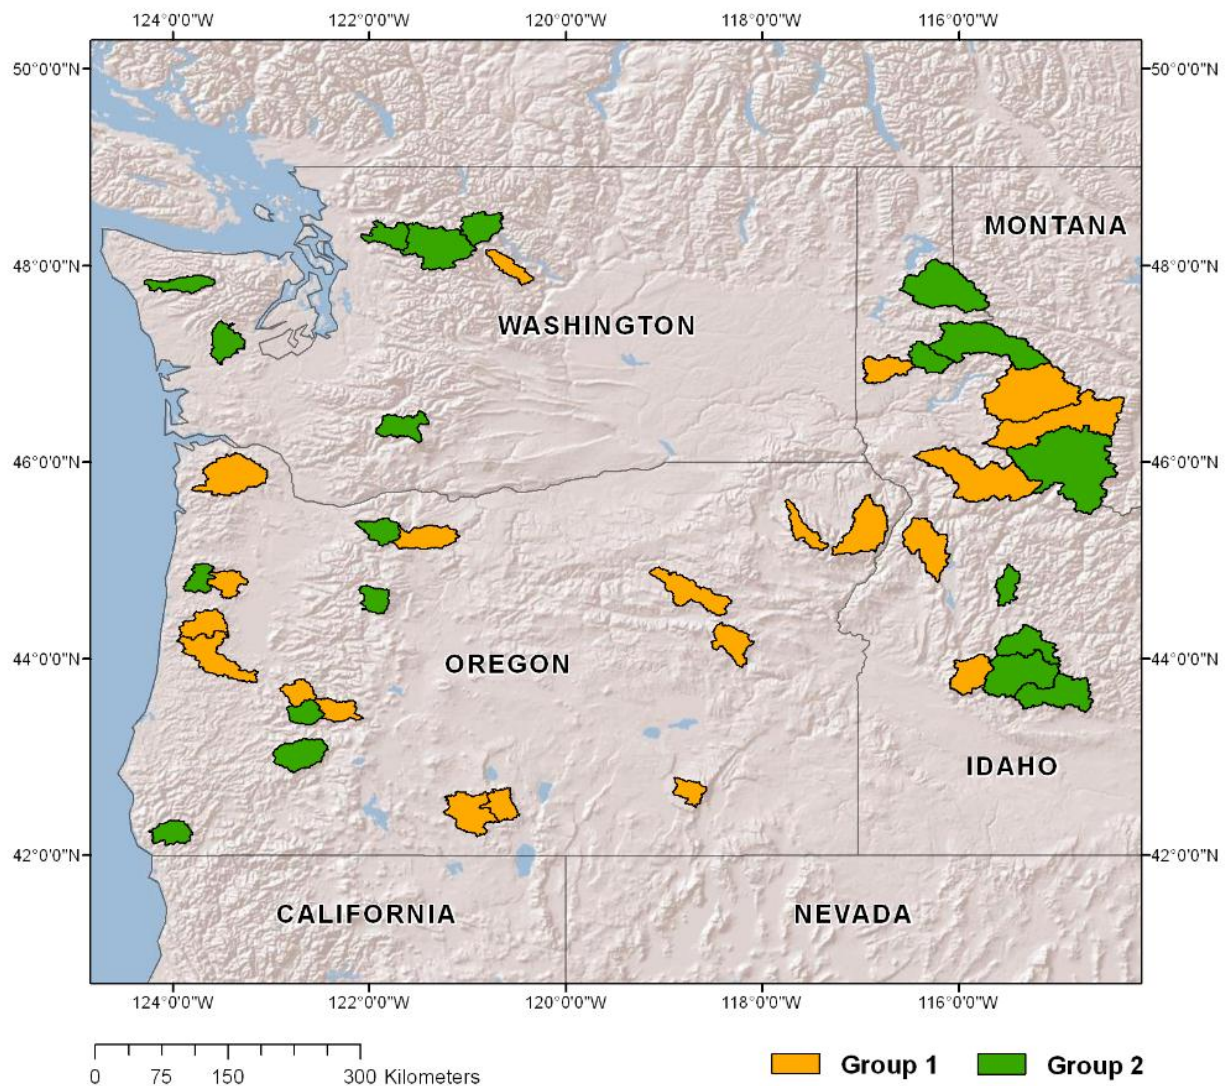 124°0'0"W 122°0'0"W 120°0'0"W 118°0'0"W 116°0'0"W
50°0'0"N 50°0'0"N
MONTANA
48°0'0"N 48°0'0"N
WASHINGTON
46°0'0"N 46°0'0"N
44°0'0"N 44°0'0"N
OREGON
IDAHO
42°0'0"N 42°0'0"N
CALIFORNIA NEVADA
124°0'0"W 122°0'0"W 120°0'0"W 118°0'0"W 116°0'0"W
0 75 150 300 Kilometers
Group 1 Group 2